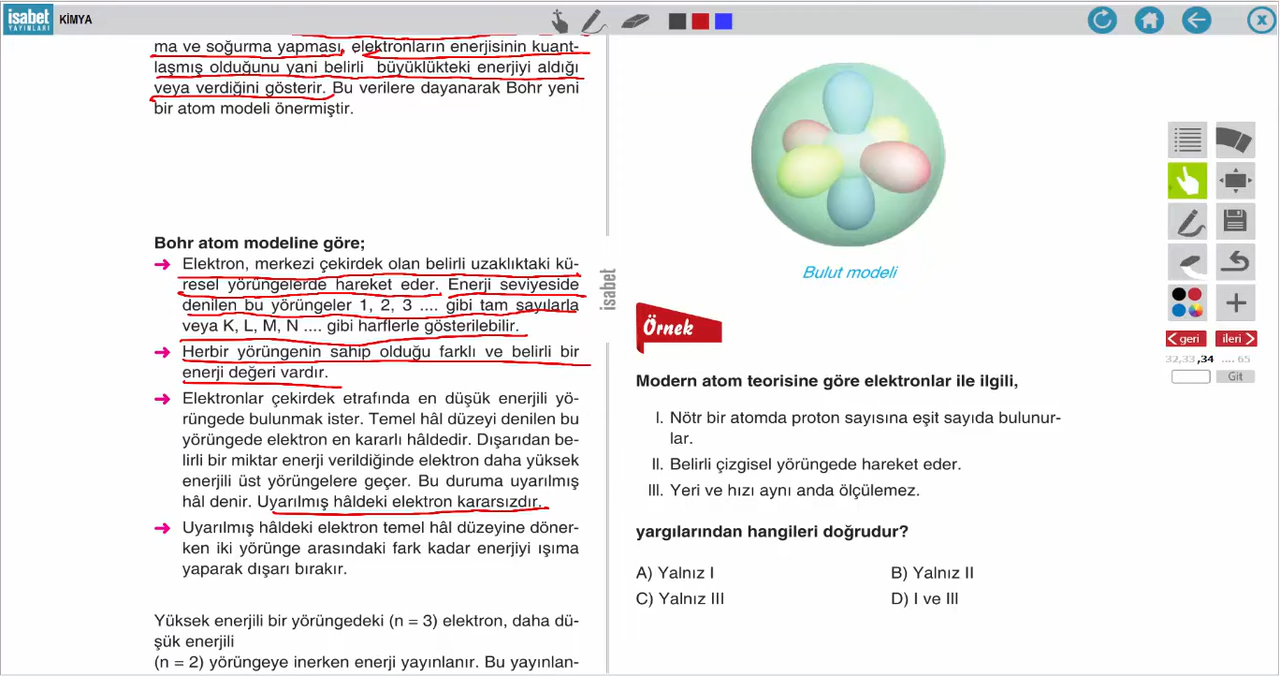 isabet
YAYINLARI
KİMYA
ma ve soğurma yapması, elektronların enerjisinin kuant-
laşmış olduğunu yani belirli büyüklükteki enerjiyi aldığı
veya verdiğini gösterir. Bu verilere dayanarak Bohr yeni
bir atom modeli önermiştir.
Bohr atom modeline göre;
➜ Elektron, merkezi çekirdek olan belirli uzaklıktaki kü-
resel yörüngelerde hareket eder. Enerji seviyeside
denilen bu yörüngeler 1, 2, 3 .... gibi tam sayılarla
veya K, L, M, N .... gibi harflerle gösterilebilir.
➜ Herbir yörüngenin sahip olduğu farklı ve belirli bir
enerji değeri vardır.
➜ Elektronlar çekirdek etrafında en düşük enerjili yö-
rüngede bulunmak ister. Temel hâl düzeyi denilen bu
yörüngede elektron en kararlı hâldedir. Dışarıdan be-
lirli bir miktar enerji verildiğinde elektron daha yüksek
enerjili üst yörüngelere geçer. Bu duruma uyarılmış
hâl denir. Uyarılmış hâldeki elektron kararsızdır.
➜ Uyarılmış hâldeki elektron temel hâl düzeyine döner-
ken iki yörünge arasındaki fark kadar enerjiyi ışıma
yaparak dışarı bırakır.
Yüksek enerjili bir yörüngedeki (n = 3) elektron, daha dü-
şük enerjili
(n = 2) yörüngeye inerken enerji yayınlanır. Bu yayınlan-
isabet
Bulut modeli
Örnek
Modern atom teorisine göre elektronlar ile ilgili,
I. Nötr bir atomda proton sayısına eşit sayıda bulunur-
lar.
II. Belirli çizgisel yörüngede hareket eder.
III. Yeri ve hızı aynı anda ölçülemez.
yargılarından hangileri doğrudur?
A) Yalnız I B) Yalnız II
C) Yalnız III D) I ve III
geri ileri
32,33,34 .... 65
Git